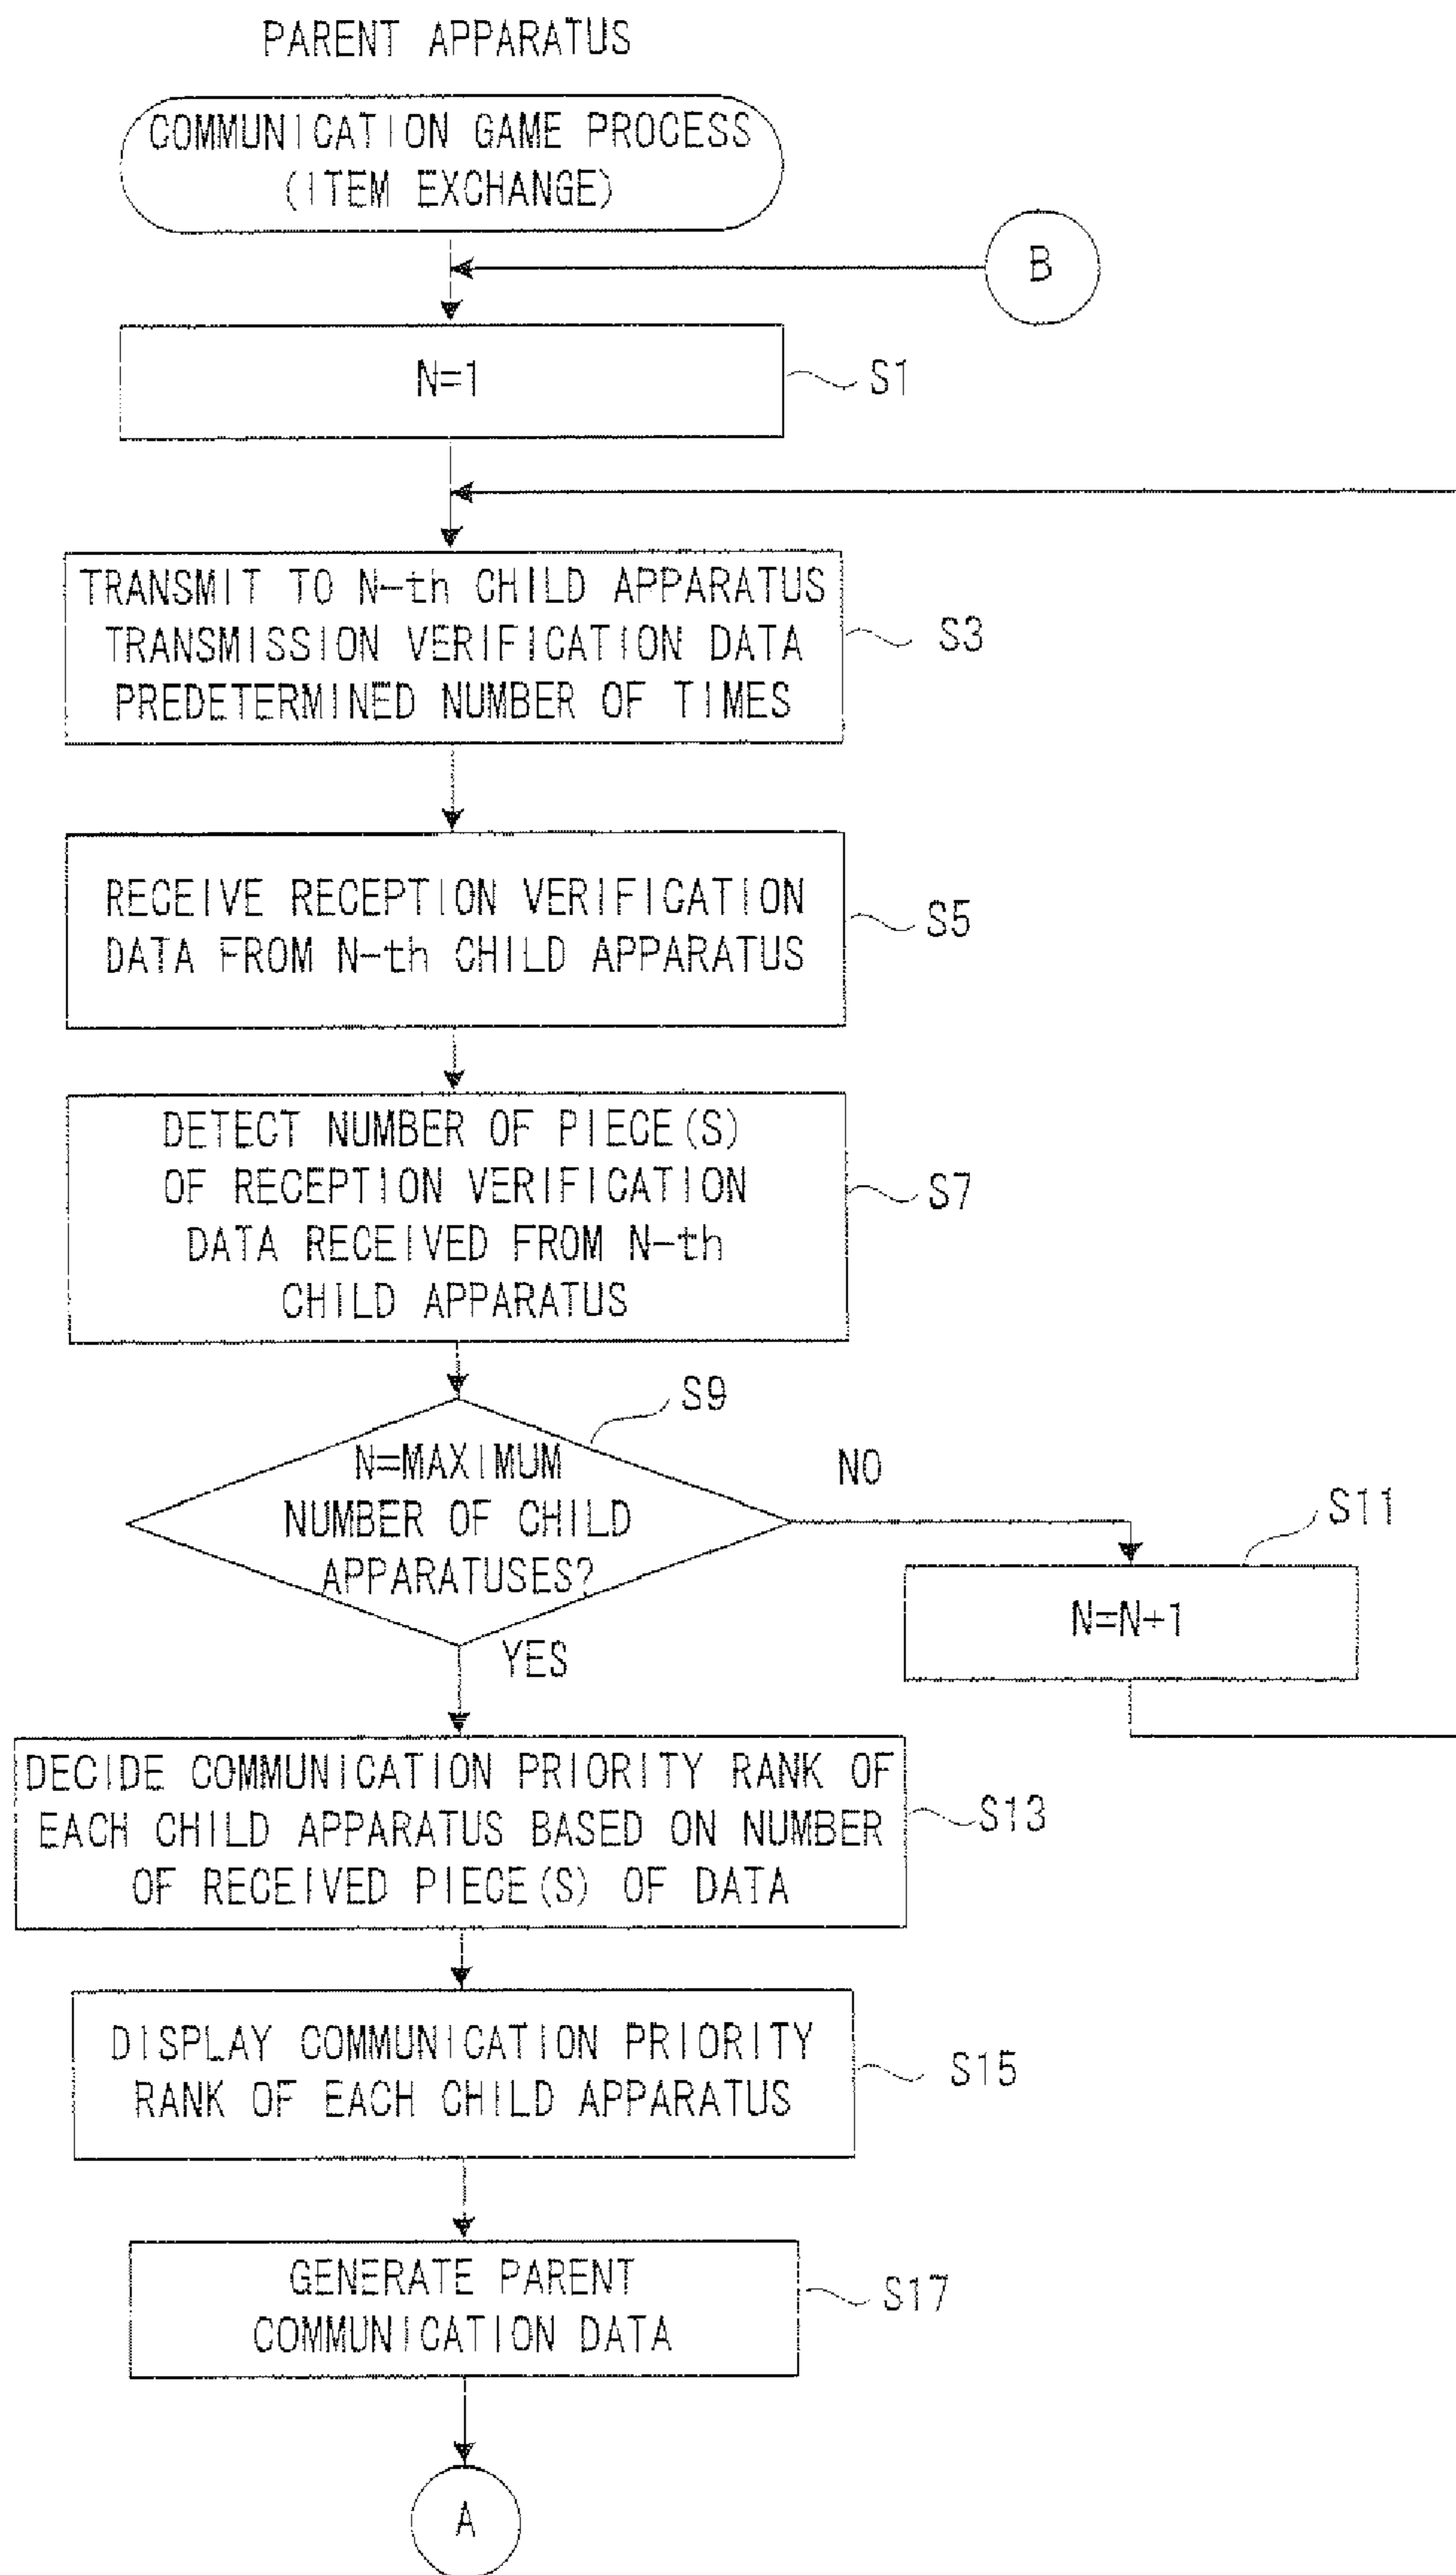 PARENT APPARATUS
COMMUNICATION GAME PROCESS
(ITEM EXCHANGE)
B
N=1
S1
TRANSMIT TO N-th CHILD APPARATUS
TRANSMISSION VERIFICATION DATA
PREDETERMINED NUMBER OF TIMES
S3
RECEIVE RECEPTION VERIFICATION
DATA FROM N-th CHILD APPARATUS
S5
DETECT NUMBER OF PIECE(S)
OF RECEPTION VERIFICATION
DATA RECEIVED FROM N-th
CHILD APPARATUS
S7
S9
N=MAXIMUM
NUMBER OF CHILD
APPARATUSES?
NO
S11
N=N+1
YES
DECIDE COMMUNICATION PRIORITY RANK OF
EACH CHILD APPARATUS BASED ON NUMBER
OF RECEIVED PIECE(S) OF DATA
S13
DISPLAY COMMUNICATION PRIORITY
RANK OF EACH CHILD APPARATUS
S15
GENERATE PARENT
COMMUNICATION DATA
S17
A